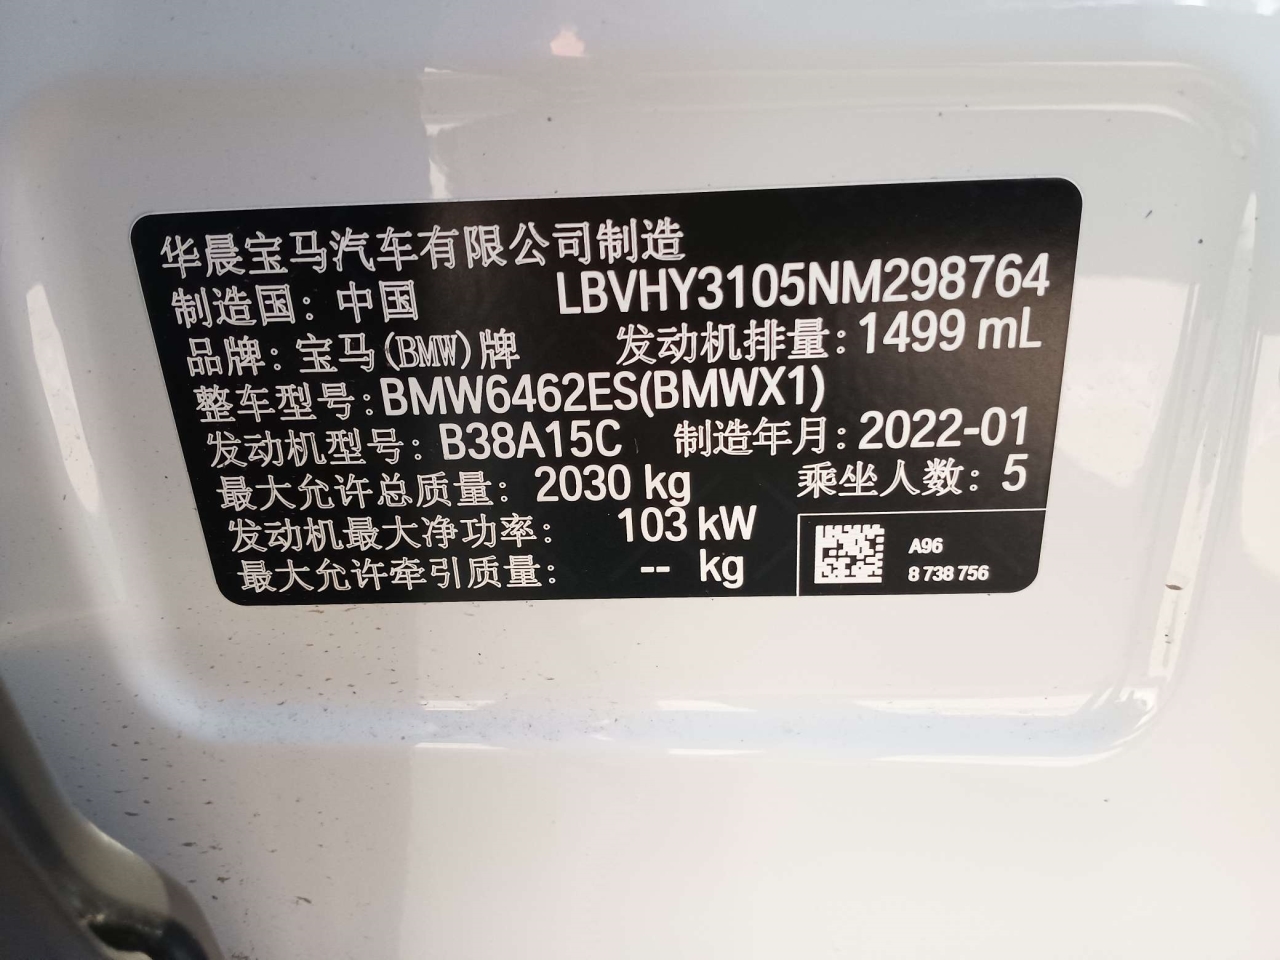 华晨宝马汽车有限公司制造
制造国：中国 LBVHY3105NM298764
品牌：宝马(BMW)牌 发动机排量：1499 mL
整车型号：BMW6462ES(BMWX1)
发动机型号：B38A15C 制造年月：2022-01
最大允许总质量：2030 kg 乘坐人数：5
发动机最大净功率：103 kW
最大允许牵引质量：-- kg
A96
8 738 756